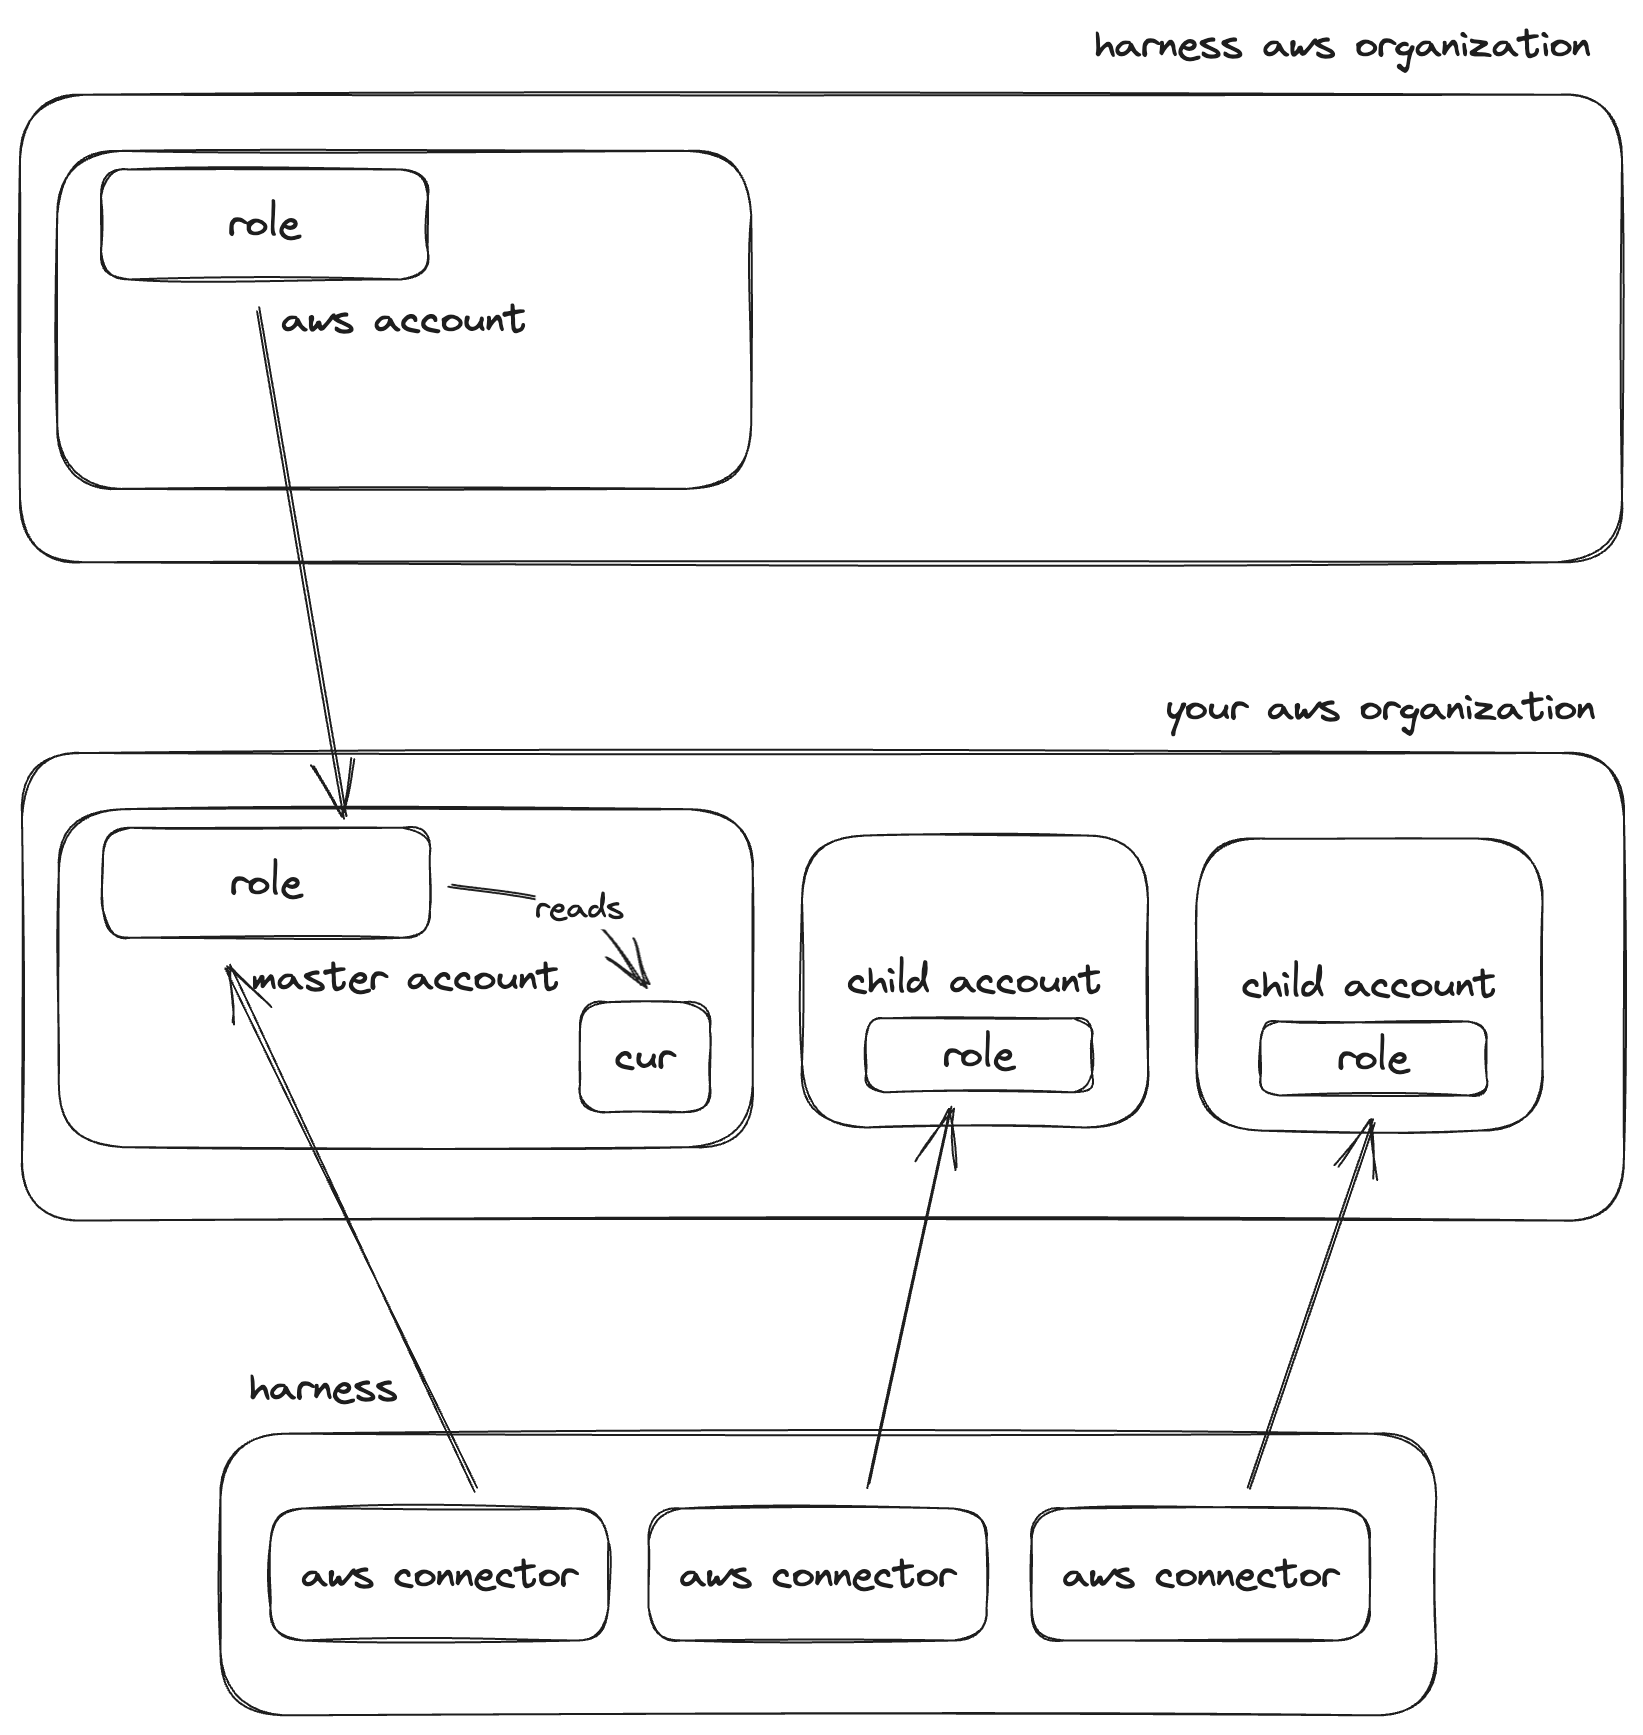 harness aws organization
role
aws account
your aws organization
role
reads
master account
cur
child account
role
child account
role
harness
aws connector
aws connector
aws connector